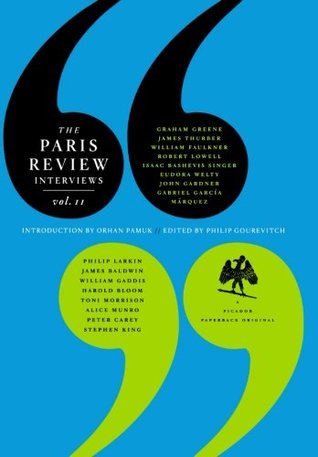 THE
PARIS
REVIEW
INTERVIEWS
vol. II
GRAHAM GREENE
JAMES THURBER
WILLIAM FAULKNER
ROBERT LOWELL
ISAAC BASHEVIS SINGER
EUDORA WELTY
JOHN GARDNER
GABRIEL GARCÍA
MÁRQUEZ
INTRODUCTION BY ORHAN PAMUK // EDITED BY PHILIP GOUREVITCH
PHILIP LARKIN
JAMES BALDWIN
WILLIAM GADDIS
HAROLD BLOOM
TONI MORRISON
ALICE MUNRO
PETER CAREY
STEPHEN KING
A
PICADOR
PAPERBACK ORIGINAL